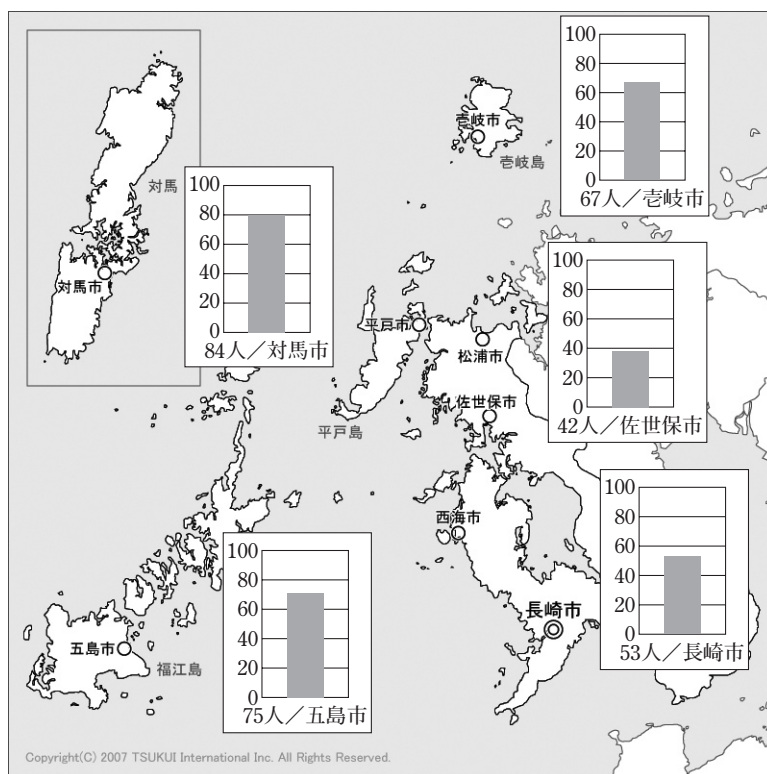 100
80
60
40
20
0
67人／壱岐市
壱岐市
壱岐島
対馬
対馬市
100
80
60
40
20
0
84人／対馬市
平戸市
松浦市
佐世保市
平戸島
100
80
60
40
20
0
42人／佐世保市
西海市
長崎市
100
80
60
40
20
0
53人／長崎市
五島市
福江島
100
80
60
40
20
0
75人／五島市
Copyright(C) 2007 TSUKUI International Inc. All Rights Reserved.